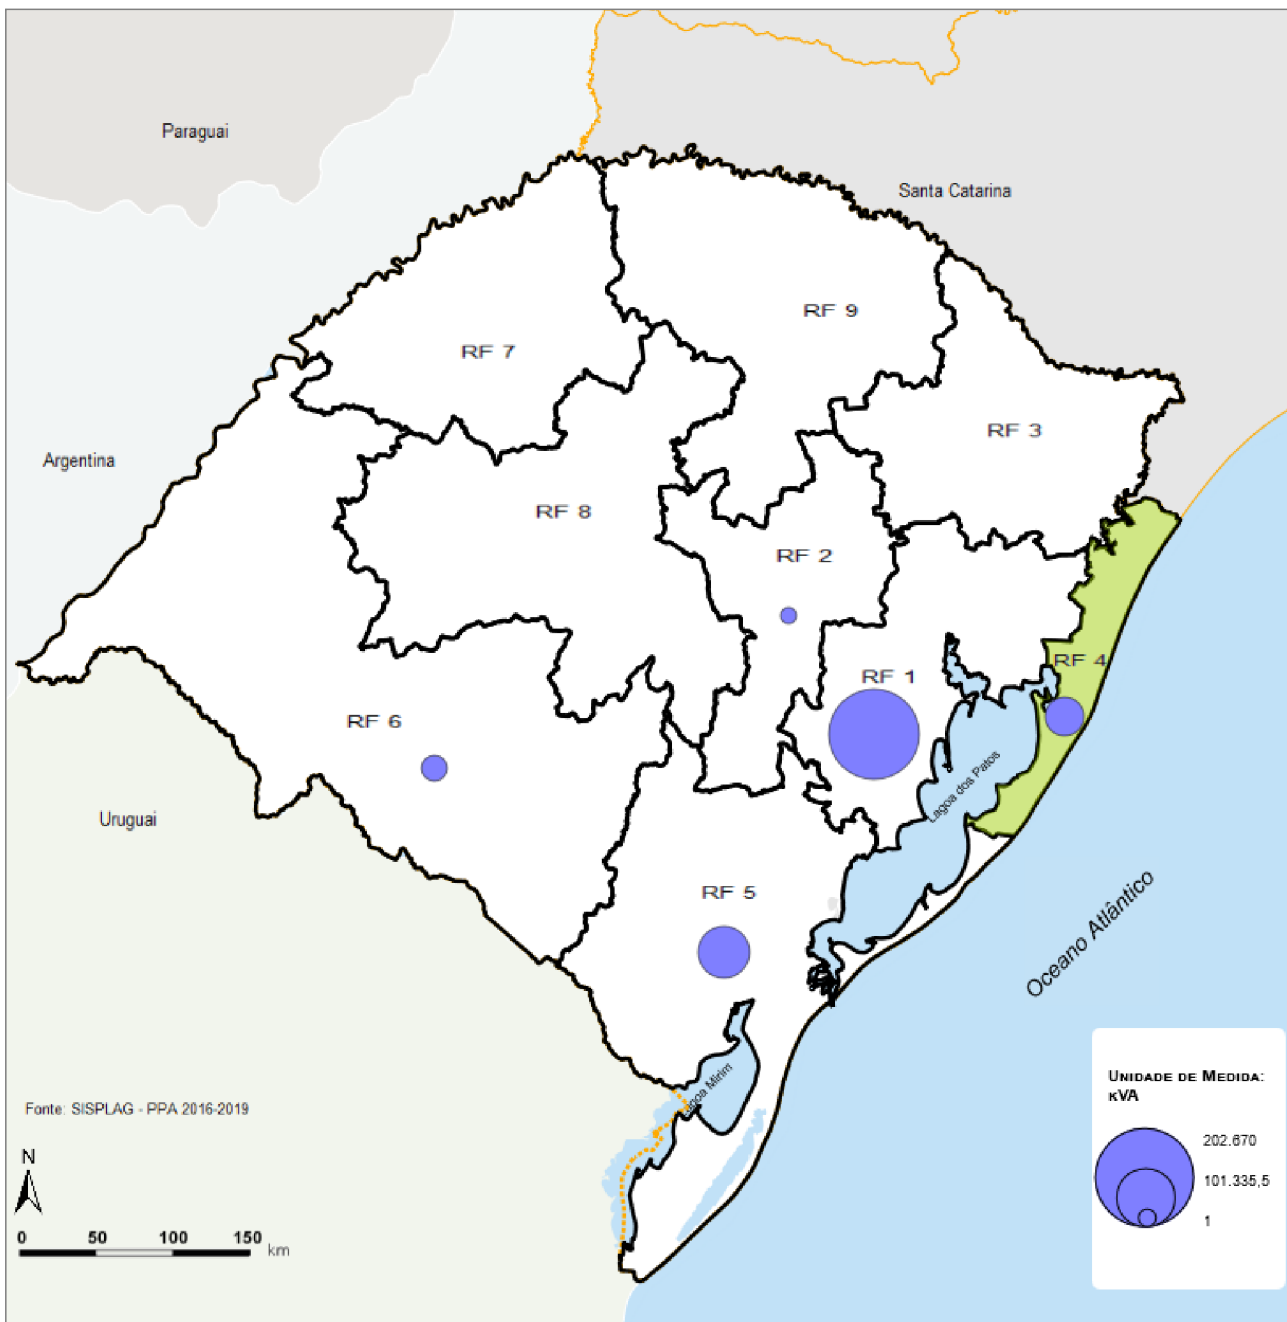 Paraguai
Santa Catarina
RF 9
RF 7
RF 3
Argentina
RF 8
RF 2
RF 4
RF 1
RF 6
Lagoa dos Patos
Uruguai
RF 5
Oceano Atlântico
Lagoa Mirim
Unidade de Medida:
kVA
202.670
101.335,5
1
Fonte: SISPLAG - PPA 2016-2019
N
0 50 100 150
km